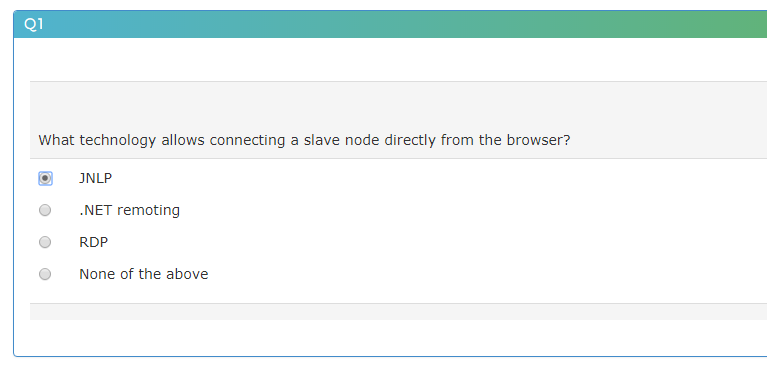 Q1
What technology allows connecting a slave node directly from the browser?
JNLP
.NET remoting
RDP
None of the above